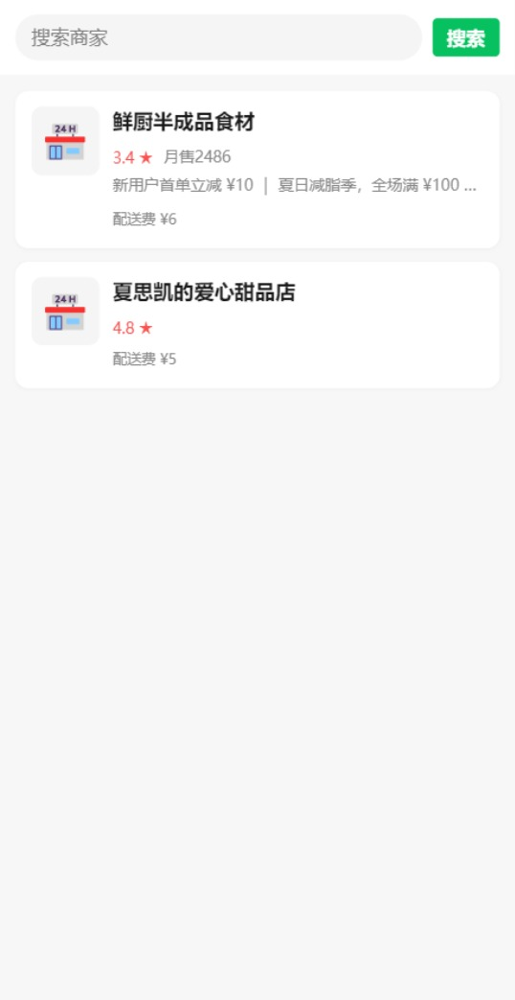 搜索商家
搜索
24 H
鲜厨半成品食材
3.4 ★ 月售2486
新用户首单立减 ¥10 | 夏日减脂季，全场满 ¥100 ...
配送费 ¥6
24 H
夏思凯的爱心甜品店
4.8 ★
配送费 ¥5